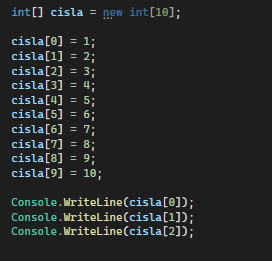 int[] cisla = new int[10];
cisla[0] = 1;
cisla[1] = 2;
cisla[2] = 3;
cisla[3] = 4;
cisla[4] = 5;
cisla[5] = 6;
cisla[6] = 7;
cisla[7] = 8;
cisla[8] = 9;
cisla[9] = 10;
Console.WriteLine(cisla[0]);
Console.WriteLine(cisla[1]);
Console.WriteLine(cisla[2]);